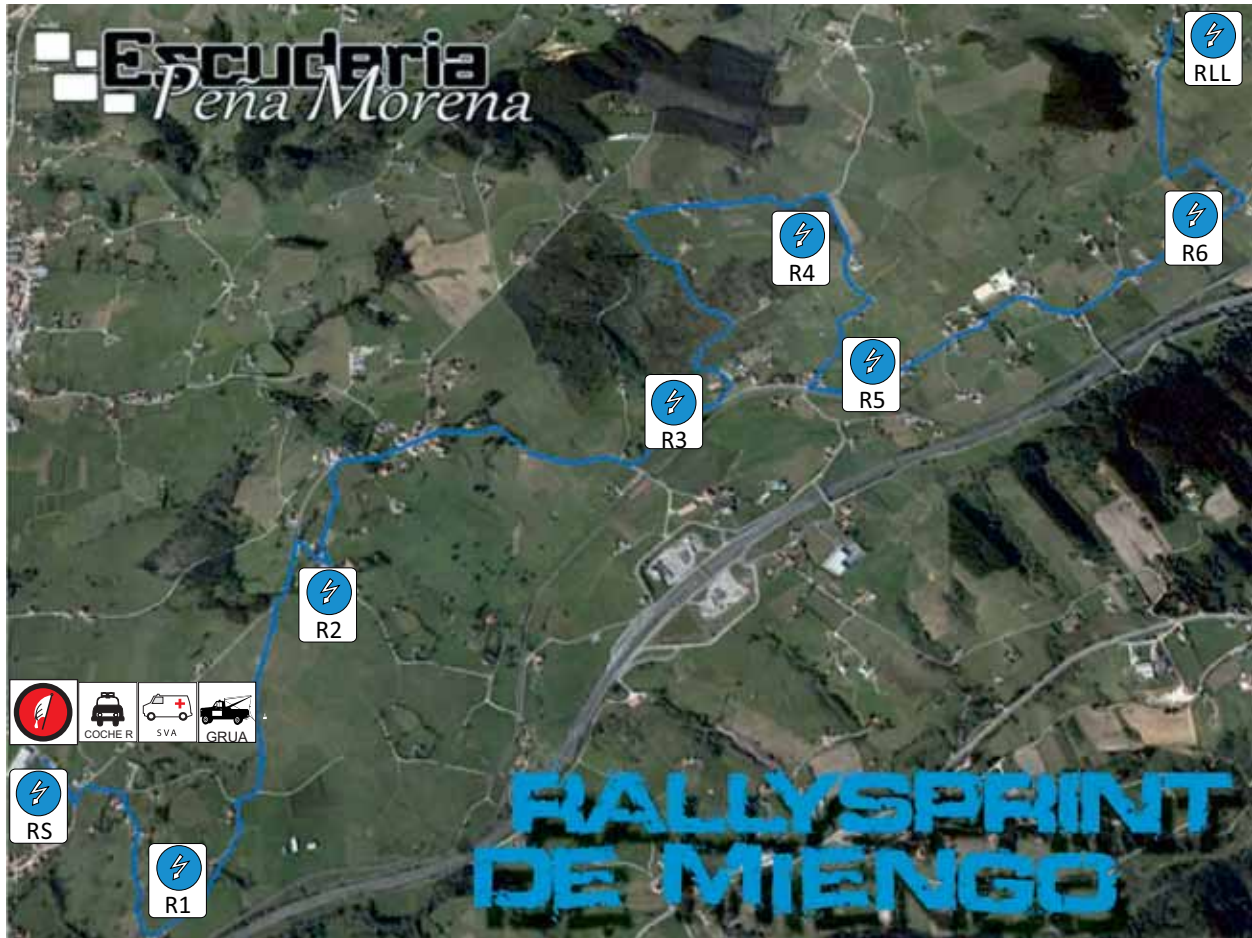 Escuderia
Peña Morena
RLL
R6
R4
R5
R3
R2
COCHE R
SVA
GRUA
RS
R1
RALLYSPRINT
DE MIENGO